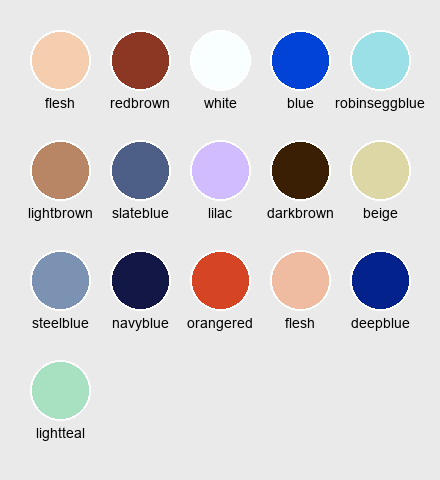 flesh redbrown white blue robinseggblue
lightbrown slateblue lilac darkbrown beige
steelblue navyblue orangered flesh deepblue
lightteal